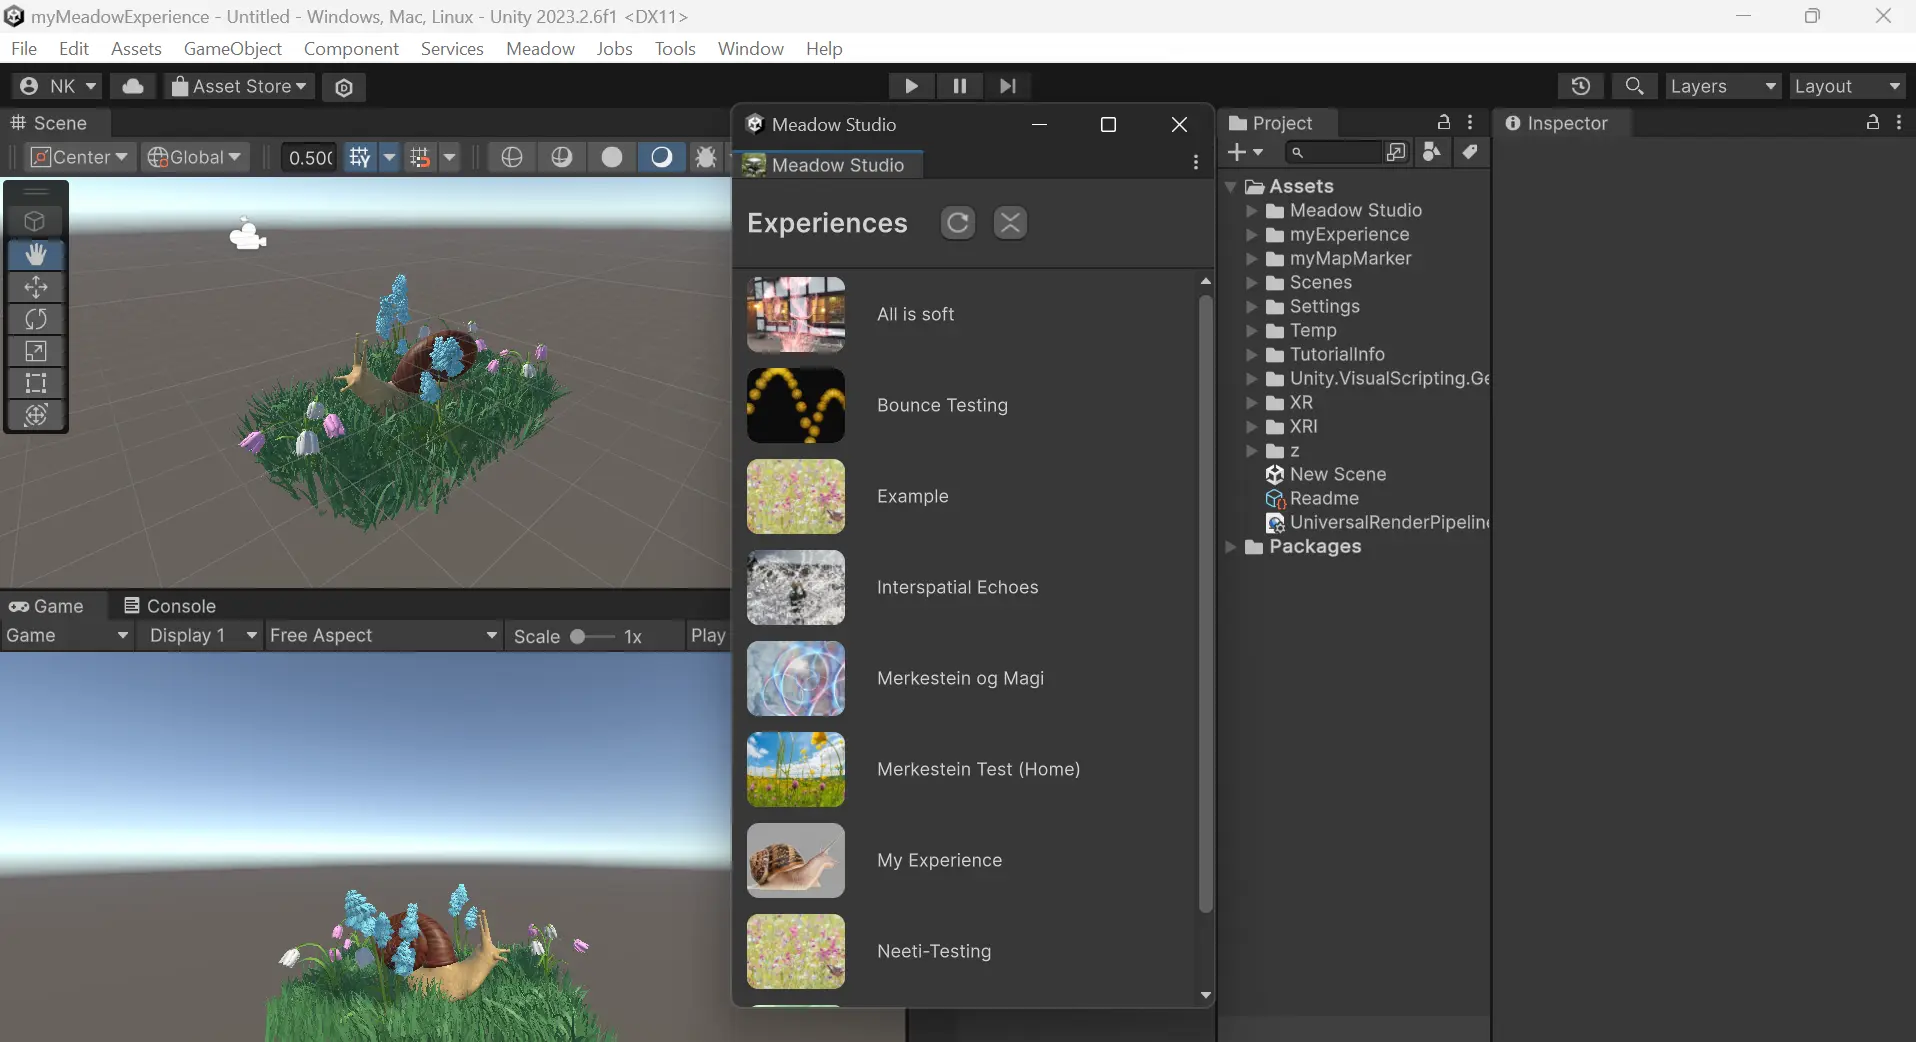 myMeadowExperience - Untitled - Windows, Mac, Linux - Unity 2023.2.6f1 <DX11>
File Edit Assets GameObject Component Services Meadow Jobs Tools Window Help
NK Asset Store Layers Layout
Scene
Center Global 0.500
Game Console
Game Display 1 Free Aspect Scale 1x Play
Meadow Studio
Meadow Studio
Experiences
All is soft
Bounce Testing
Example
Interspatial Echoes
Merkestein og Magi
Merkestein Test (Home)
My Experience
Neeti-Testing
Project
Assets
Meadow Studio
myExperience
myMapMarker
Scenes
Settings
Temp
TutorialInfo
Unity.VisualScripting.Ge
XR
XRI
z
New Scene
Readme
UniversalRenderPipeline
Packages
Inspector